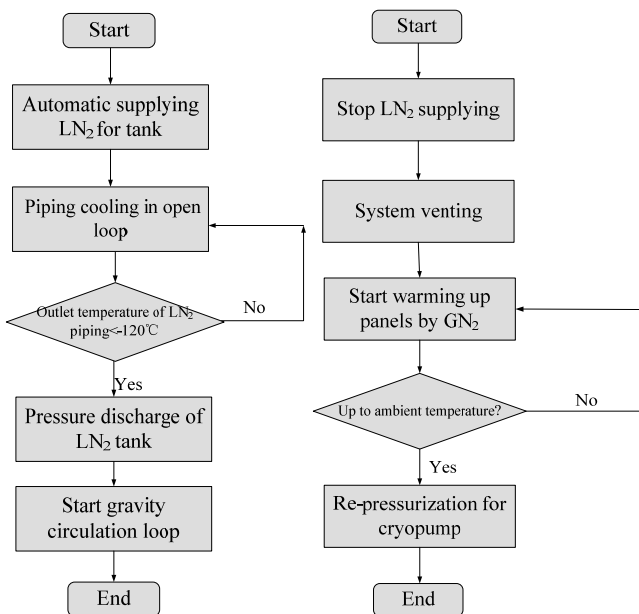 Start
Automatic supplying
LN₂ for tank
Piping cooling in open
loop
Outlet temperature of LN₂
piping<-120℃
No
Yes
Pressure discharge of
LN₂ tank
Start gravity
circulation loop
End
Start
Stop LN₂ supplying
System venting
Start warming up
panels by GN₂
Up to ambient temperature?
No
Yes
Re-pressurization for
cryopump
End